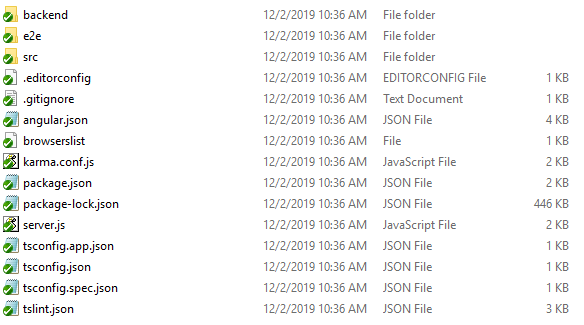 backend 12/2/2019 10:36 AM File folder
e2e 12/2/2019 10:36 AM File folder
src 12/2/2019 10:36 AM File folder
.editorconfig 12/2/2019 10:36 AM EDITORCONFIG File 1 KB
.gitignore 12/2/2019 10:36 AM Text Document 1 KB
angular.json 12/2/2019 10:36 AM JSON File 4 KB
browserslist 12/2/2019 10:36 AM File 1 KB
karma.conf.js 12/2/2019 10:36 AM JavaScript File 2 KB
package.json 12/2/2019 10:36 AM JSON File 2 KB
package-lock.json 12/2/2019 10:36 AM JSON File 446 KB
server.js 12/2/2019 10:36 AM JavaScript File 2 KB
tsconfig.app.json 12/2/2019 10:36 AM JSON File 1 KB
tsconfig.json 12/2/2019 10:36 AM JSON File 1 KB
tsconfig.spec.json 12/2/2019 10:36 AM JSON File 1 KB
tslint.json 12/2/2019 10:36 AM JSON File 3 KB